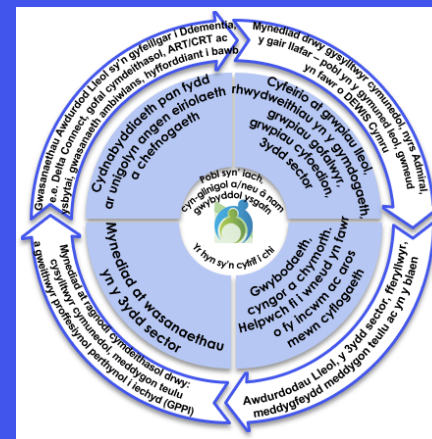 Gwasanaethau Awdurdod Lleol sy'n gyfeillgar i Ddementia,
e.e. Delta Connect, gofal cymdeithasol, ART/CRT ac
ysbytai, gwasanaeth ambiwlans, hyfforddiant i bawb
Mynediad drwy gysylltwyr cymunedol, nyrs Admiral,
y gair llafar – pobl yn y gymuned leol, gwneud
yn fawr o DEWIS Cymru
Cydnabyddiaeth pan fydd
ar unigolyn angen eiriolaeth
a chefnogaeth
Cyfeirio at grwpiau lleol,
rhwydweithiau yn y gymdogaeth,
grwpiau gofalwyr,
grwpiau cyfoedion,
3ydd sector
Pobl syn' iach,
cyn-glinigol a/neu â nam
gwybyddol ysgafn
Yr hyn sy'n cyfrif i chi
Mynediad at wasanaethau
yn y 3ydd sector
Gwybodaeth,
cyngor a chymorth.
Helpwch fi i wneud yn fawr
o fy incwm ac aros
mewn cyflogaeth
Mynediad at ragnodi cymdeithasol drwy:
cysylltwyr cymunedol, meddygon teulu
a gweithwyr proffesiynol perthynol i iechyd (GPPI)
Awdurdodau Lleol, y 3ydd sector, fferyllwyr,
meddygfeydd meddygon teulu ac yn y blaen